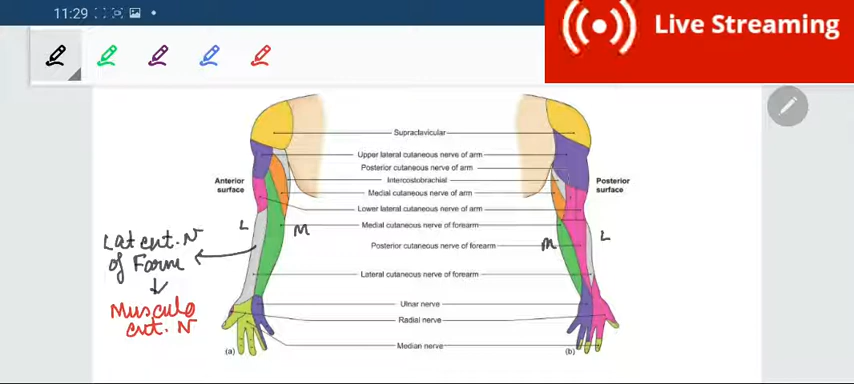 11:29
Live Streaming
Supraclavicular
Upper lateral cutaneous nerve of arm
Posterior cutaneous nerve of arm
Anterior surface
Intercostobrachial
Posterior surface
Medial cutaneous nerve of arm
Lower lateral cutaneous nerve of arm
L
Medial cutaneous nerve of forearm
M
L
Lat cut. N
of Farm
Posterior cutaneous nerve of forearm
M
Lateral cutaneous nerve of forearm
Musculo
cut. N
Ulnar nerve
Radial nerve
Median nerve
(a)
(b)